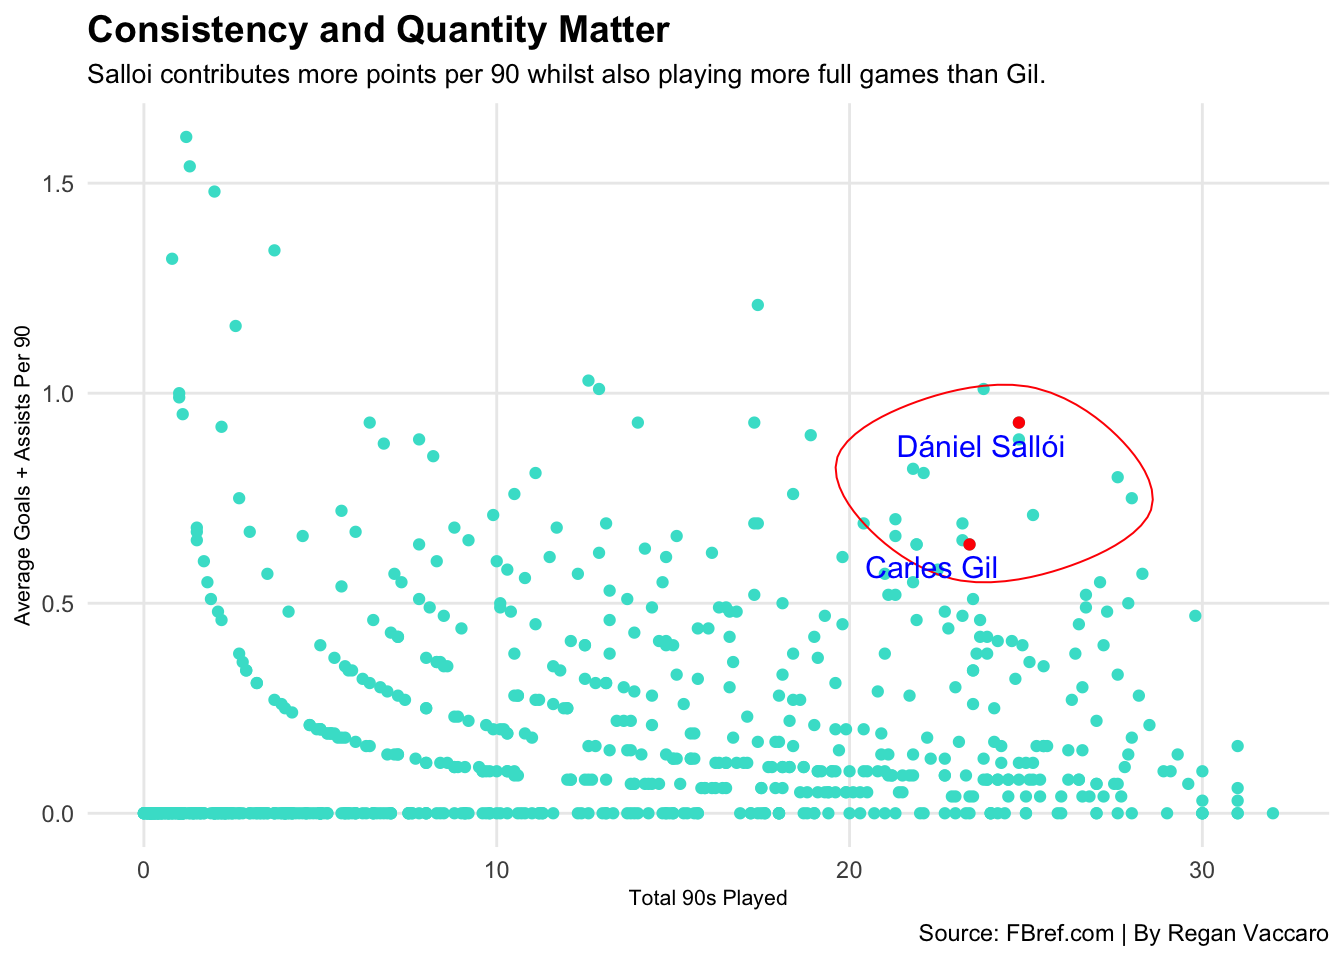 Consistency and Quantity Matter
Salloi contributes more points per 90 whilst also playing more full games than Gil.
Average Goals + Assists Per 90
1.5
1.0
0.5
0.0
Dániel Sallói
Carles Gil
0
10
20
30
Total 90s Played
Source: FBref.com | By Regan Vaccaro